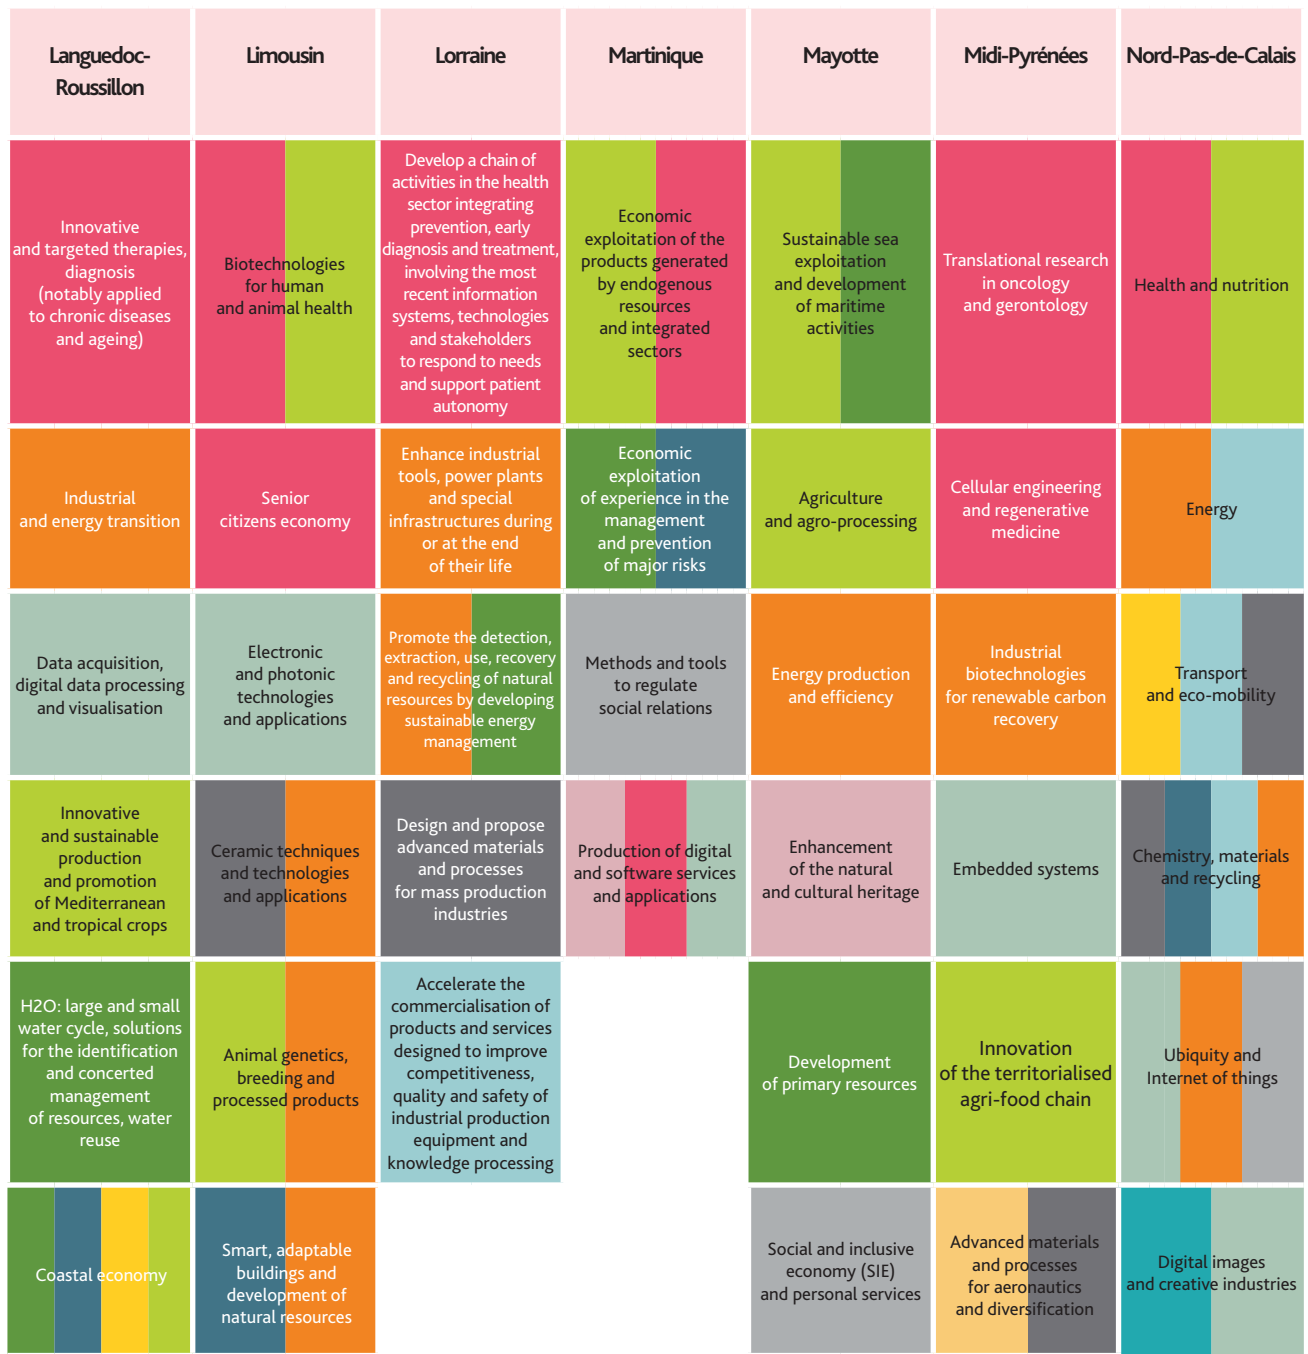 Languedoc-
Roussillon
Limousin
Lorraine
Martinique
Mayotte
Midi-Pyrénées
Nord-Pas-de-Calais
Innovative
and targeted therapies,
diagnosis
(notably applied
to chronic diseases
and ageing)
Biotechnologies
for human
and animal health
Develop a chain of
activities in the health
sector integrating
prevention, early
diagnosis and treatment,
involving the most
recent information
systems, technologies
and stakeholders
to respond to needs
and support patient
autonomy
Economic
exploitation of the
products generated
by endogenous
resources
and integrated
sectors
Sustainable sea
exploitation
and development
of maritime
activities
Translational research
in oncology
and gerontology
Health and nutrition
Industrial
and energy transition
Senior
citizens economy
Enhance industrial
tools, power plants
and special
infrastructures during
or at the end
of their life
Economic
exploitation
of experience in the
management
and prevention
of major risks
Agriculture
and agro-processing
Cellular engineering
and regenerative
medicine
Energy
Data acquisition,
digital data processing
and visualisation
Electronic
and photonic
technologies
and applications
Promote the detection,
extraction, use, recovery
and recycling of natural
resources by developing
sustainable energy
management
Methods and tools
to regulate
social relations
Energy production
and efficiency
Industrial
biotechnologies
for renewable carbon
recovery
Transport
and eco-mobility
Innovative
and sustainable
production
and promotion
of Mediterranean
and tropical crops
Ceramic techniques
and technologies
and applications
Design and propose
advanced materials
and processes
for mass production
industries
Production of digital
and software services
and applications
Enhancement
of the natural
and cultural heritage
Embedded systems
Chemistry, materials
and recycling
H2O: large and small
water cycle, solutions
for the identification
and concerted
management
of resources, water
reuse
Animal genetics,
breeding and
processed products
Accelerate the
commercialisation of
products and services
designed to improve
competitiveness,
quality and safety of
industrial production
equipment and
knowledge processing
Development
of primary resources
Innovation
of the territorialised
agri-food chain
Ubiquity and
Internet of things
Coastal economy
Smart, adaptable
buildings and
development of
natural resources
Social and inclusive
economy (SIE)
and personal services
Advanced materials
and processes
for aeronautics
and diversification
Digital images
and creative industries